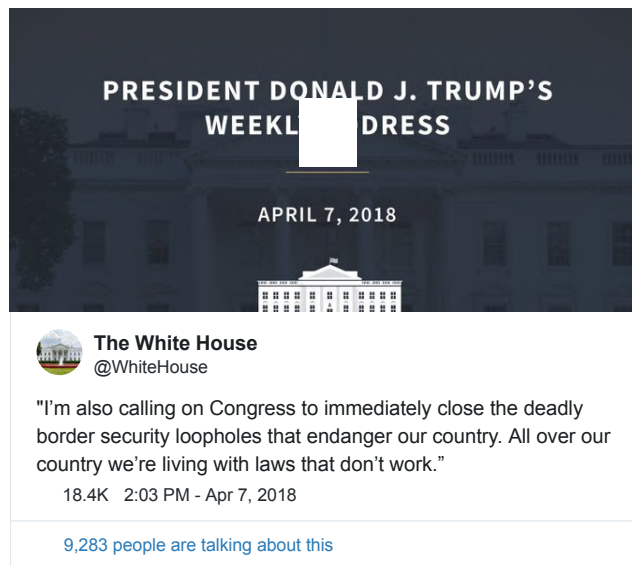 PRESIDENT DONALD J. TRUMP’S
WEEKL DRESS
APRIL 7, 2018
The White House
@WhiteHouse
"I’m also calling on Congress to immediately close the deadly
border security loopholes that endanger our country. All over our
country we’re living with laws that don’t work.”
18.4K 2:03 PM - Apr 7, 2018
9,283 people are talking about this